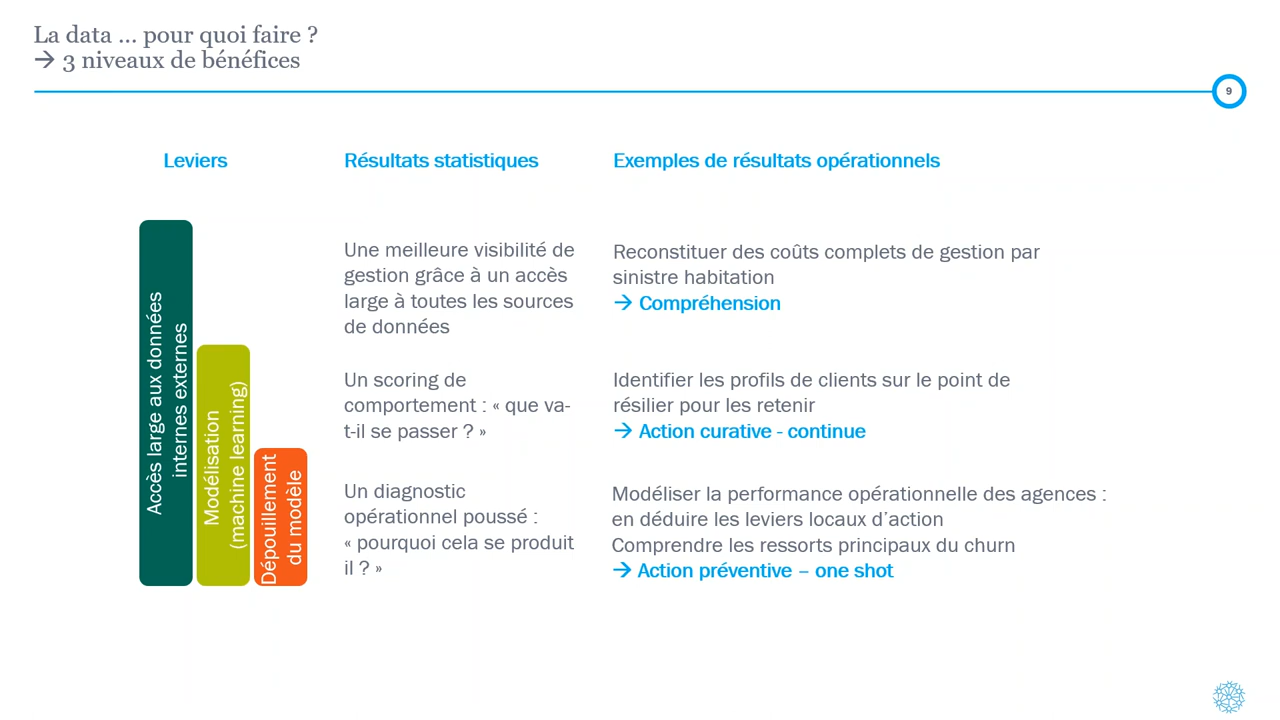 La data ... pour quoi faire ?
→ 3 niveaux de bénéfices
9
Leviers
Résultats statistiques
Exemples de résultats opérationnels
Accès large aux données
internes externes
Modélisation
(machine learning)
Dépouillement
du modèle
Une meilleure visibilité de
gestion grâce à un accès
large à toutes les sources
de données
Reconstituer des coûts complets de gestion par
sinistre habitation
→ Compréhension
Un scoring de
comportement : « que va-
t-il se passer ? »
Identifier les profils de clients sur le point de
résilier pour les retenir
→ Action curative - continue
Un diagnostic
opérationnel poussé :
« pourquoi cela se produit
il ? »
Modéliser la performance opérationnelle des agences :
en déduire les leviers locaux d’action
Comprendre les ressorts principaux du churn
→ Action préventive – one shot